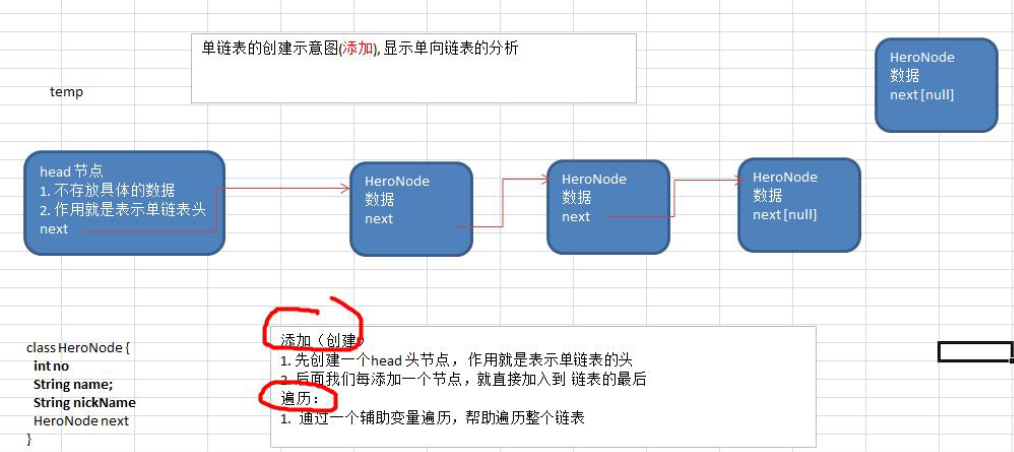 单链表的创建示意图(添加), 显示单向链表的分析
temp
HeroNode
数据
next [null]
head 节点
1. 不存放具体的数据
2. 作用就是表示单链表头
next
HeroNode
数据
next
HeroNode
数据
next
HeroNode
数据
next [null]
class HeroNode {
int no
String name;
String nickName
HeroNode next
}
添加（创建）
1. 先创建一个head 头节点， 作用就是表示单链表的头
2. 后面我们每添加一个节点，就直接加入到 链表的最后
遍历：
1. 通过一个辅助变量遍历，帮助遍历整个链表